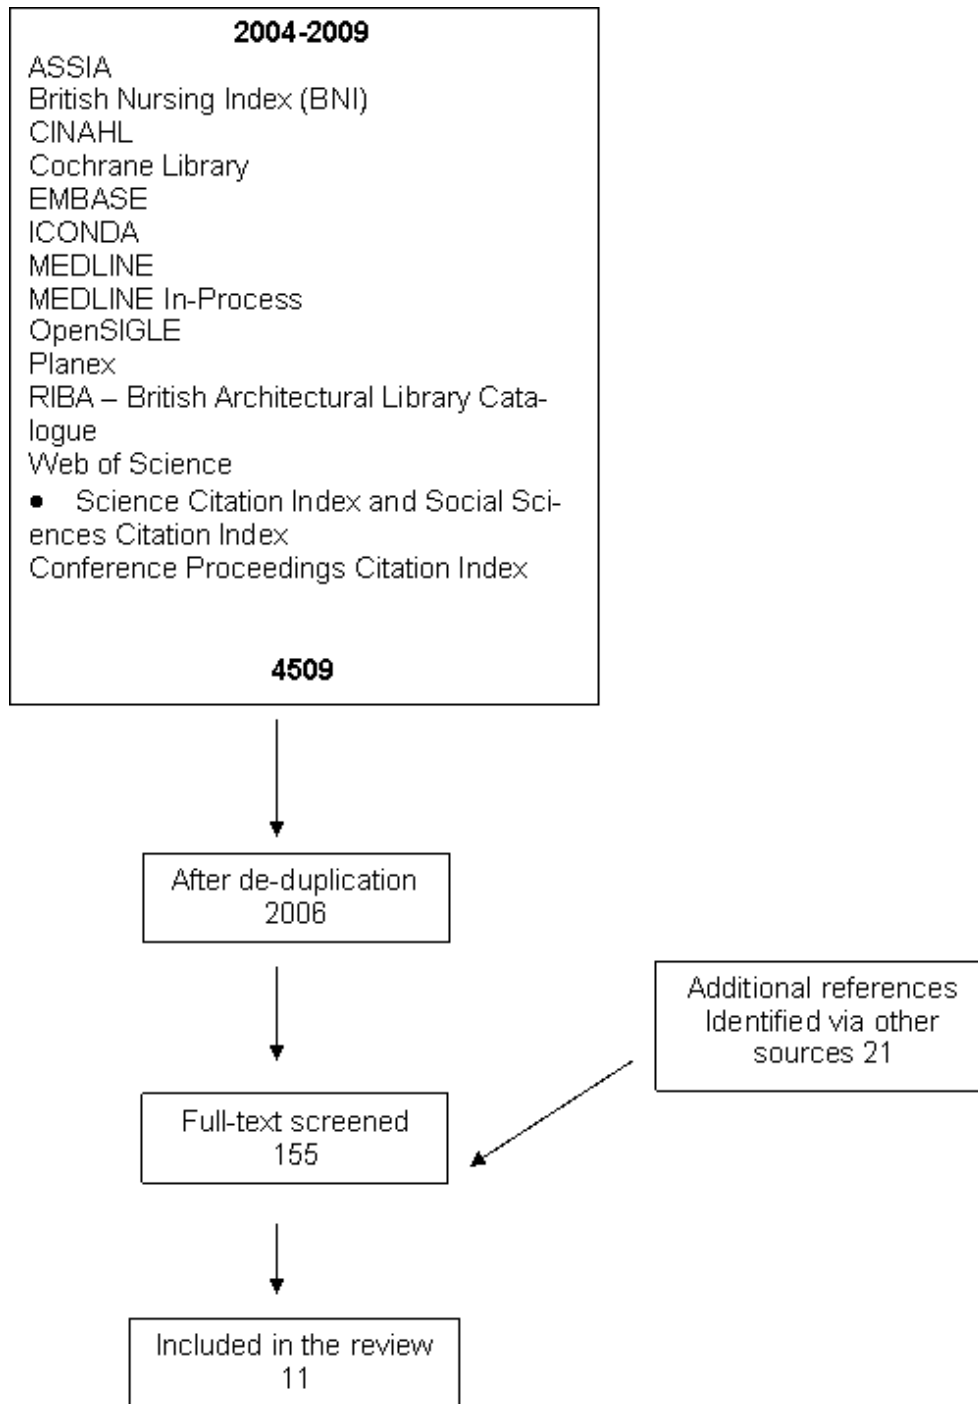 2004-2009
ASSIA
British Nursing Index (BNI)
CINAHL
Cochrane Library
EMBASE
ICONDA
MEDLINE
MEDLINE In-Process
OpenSIGLE
Planex
RIBA – British Architectural Library Cata-
logue
Web of Science
● Science Citation Index and Social Sci-
ences Citation Index
Conference Proceedings Citation Index
4509
After de-duplication
2006
Additional references
Identified via other
sources 21
Full-text screened
155
Included in the review
11